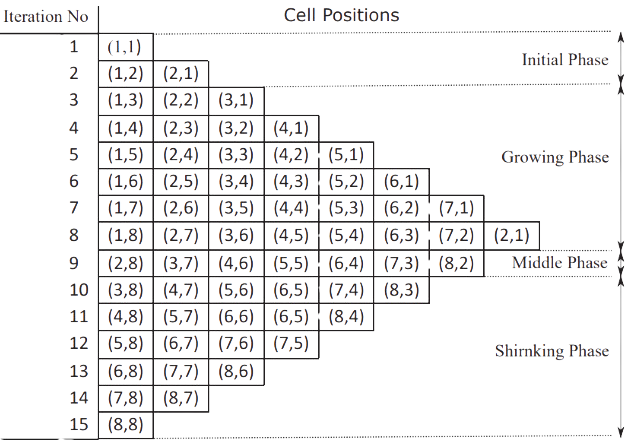 Iteration No Cell Positions
1 (1,1)
2 (1,2) (2,1) Initial Phase
3 (1,3) (2,2) (3,1)
4 (1,4) (2,3) (3,2) (4,1)
5 (1,5) (2,4) (3,3) (4,2) (5,1) Growing Phase
6 (1,6) (2,5) (3,4) (4,3) (5,2) (6,1)
7 (1,7) (2,6) (3,5) (4,4) (5,3) (6,2) (7,1)
8 (1,8) (2,7) (3,6) (4,5) (5,4) (6,3) (7,2) (2,1)
9 (2,8) (3,7) (4,6) (5,5) (6,4) (7,3) (8,2) Middle Phase
10 (3,8) (4,7) (5,6) (6,5) (7,4) (8,3)
11 (4,8) (5,7) (6,6) (6,5) (8,4)
12 (5,8) (6,7) (7,6) (7,5) Shirnking Phase
13 (6,8) (7,7) (8,6)
14 (7,8) (8,7)
15 (8,8)